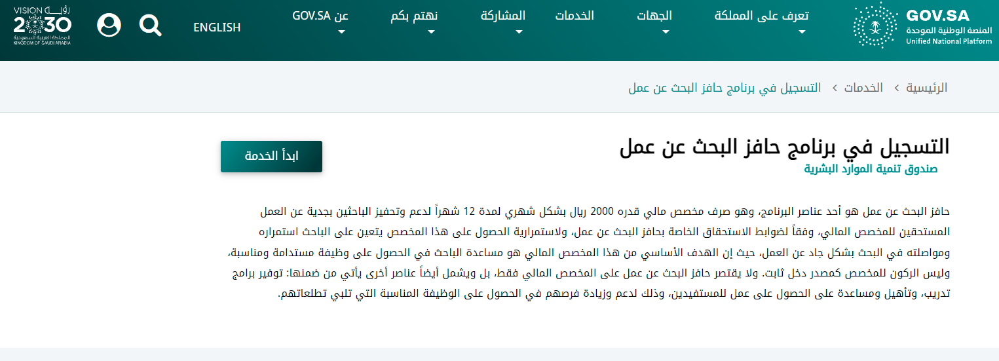 GOV.SA
المنصة الوطنية الموحدة
Unified National Platform
تعرف على المملكة
الجهات
الخدمات
المشاركة
نهتم بكم
عن GOV.SA
ENGLISH
VISION رؤيــــة
2030
المملكة العربية السعودية
KINGDOM OF SAUDI ARABIA
الرئيسية > الخدمات > التسجيل في برنامج حافز البحث عن عمل
التسجيل في برنامج حافز البحث عن عمل
صندوق تنمية الموارد البشرية
ابدأ الخدمة
حافز البحث عن عمل هو أحد عناصر البرنامج، وهو صرف مخصص مالي قدره 2000 ريال بشكل شهري لمدة 12 شهراً لدعم وتحفيز الباحثين بجدية عن العمل
المستحقين للمخصص المالي، وفقاً لضوابط الاستحقاق الخاصة بحافز البحث عن عمل، ولاستمرارية الحصول على هذا المخصص يتعين على الباحث استمراره
ومواصلته في البحث بشكل جاد عن العمل، حيث إن الهدف الأساسي من هذا المخصص المالي هو مساعدة الباحث في الحصول على وظيفة مستدامة ومناسبة،
وليس الركون للمخصص كمصدر دخل ثابت. ولا يقتصر حافز البحث عن عمل على المخصص المالي فقط، بل ويشمل أيضاً عناصر أخرى يأتي من ضمنها: توفير برامج
تدريب، وتأهيل ومساعدة على الحصول على عمل للمستفيدين، وذلك لدعم وزيادة فرصهم في الحصول على الوظيفة المناسبة التي تلبي تطلعاتهم.